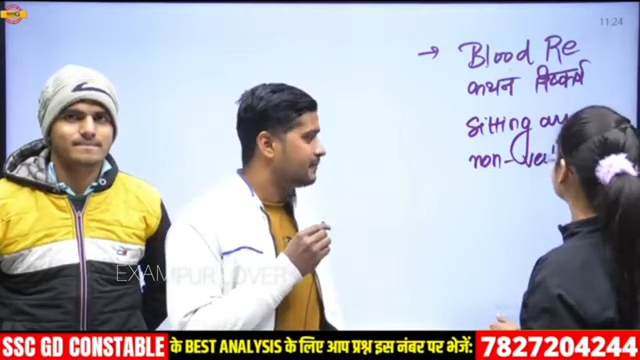 11:24
→ Blood Re
कथन निष्कर्ष
Sitting
non-
EXAMPUR LOVER
SSC GD CONSTABLE के BEST ANALYSIS के लिए आप प्रश्न इस नंबर पर भेजें: 7827204244